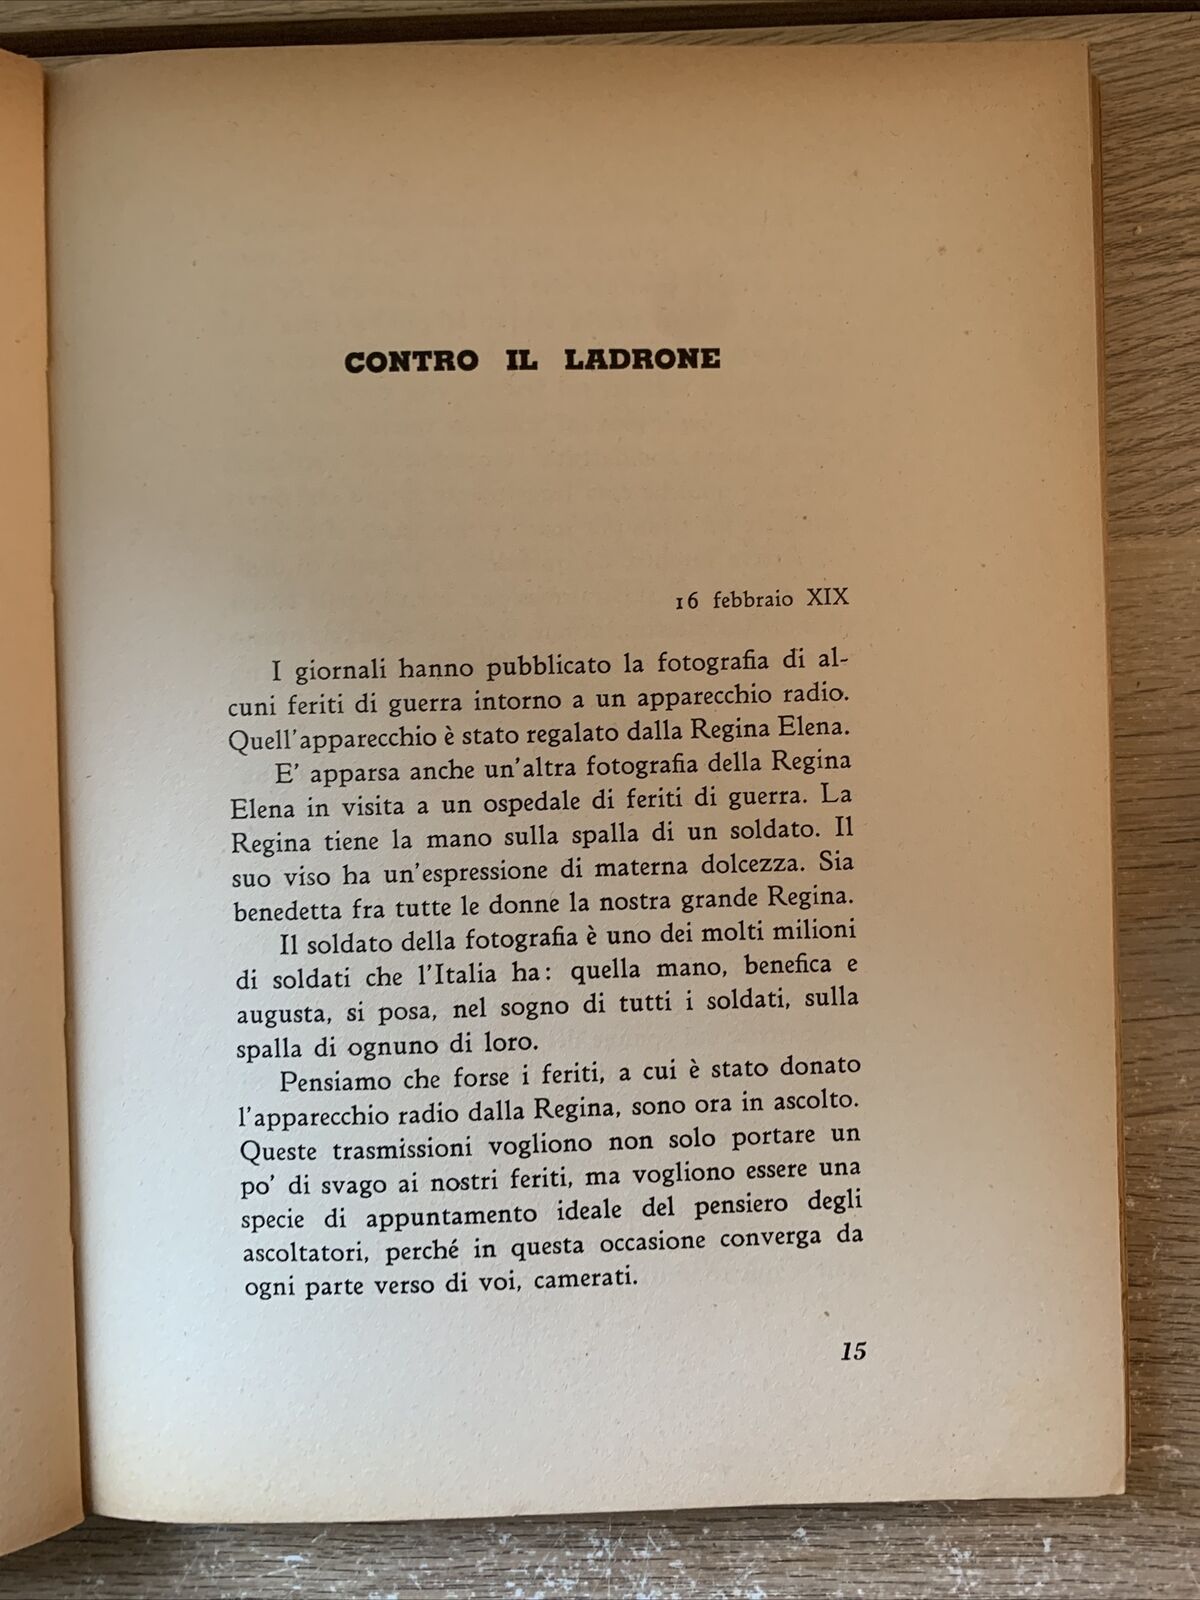 CONTRO IL LADRONE
16 febbraio XIX
I giornali hanno pubblicato la fotografia di al-
cuni feriti di guerra intorno a un apparecchio radio.
Quell'apparecchio è stato regalato dalla Regina Elena.
E' apparsa anche un'altra fotografia della Regina
Elena in visita a un ospedale di feriti di guerra. La
Regina tiene la mano sulla spalla di un soldato. Il
suo viso ha un'espressione di materna dolcezza. Sia
benedetta fra tutte le donne la nostra grande Regina.
Il soldato della fotografia è uno dei molti milioni
di soldati che l'Italia ha: quella mano, benefica e
augusta, si posa, nel sogno di tutti i soldati, sulla
spalla di ognuno di loro.
Pensiamo che forse i feriti, a cui è stato donato
l'apparecchio radio dalla Regina, sono ora in ascolto.
Queste trasmissioni vogliono non solo portare un
po' di svago ai nostri feriti, ma vogliono essere una
specie di appuntamento ideale del pensiero degli
ascoltatori, perché in questa occasione converga da
ogni parte verso di voi, camerati.
15